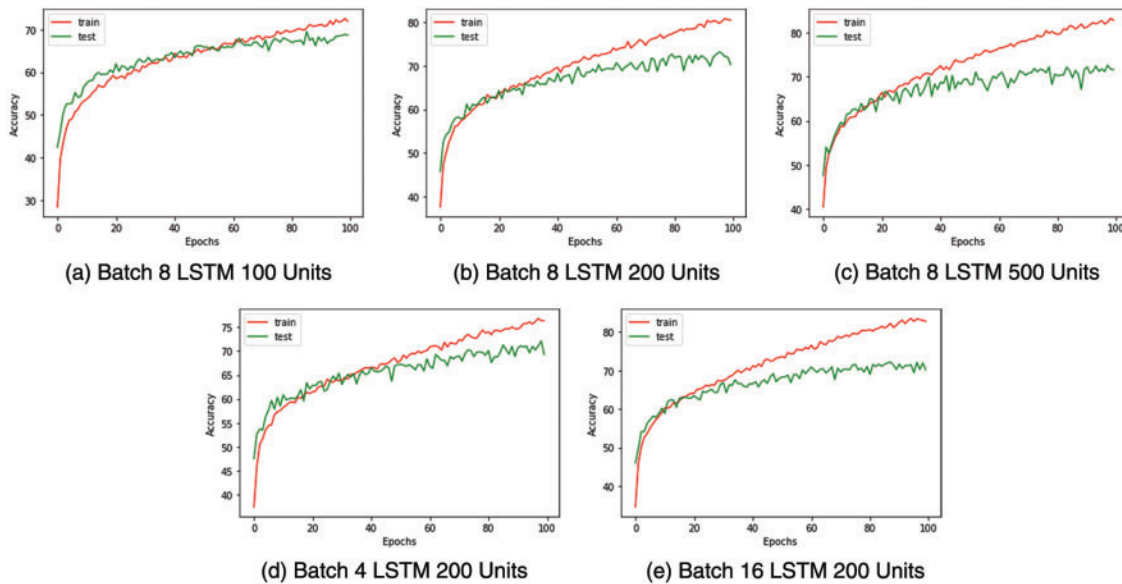 train
test
70
60
50
40
30
Accuracy
0 20 40 60 80 100
Epochs
(a) Batch 8 LSTM 100 Units
train
test
80
70
60
50
40
Accuracy
0 20 40 60 80 100
Epochs
(b) Batch 8 LSTM 200 Units
train
test
80
70
60
50
40
Accuracy
0 20 40 60 80 100
Epochs
(c) Batch 8 LSTM 500 Units
train
test
75
70
65
60
55
50
45
40
Accuracy
0 20 40 60 80 100
Epochs
(d) Batch 4 LSTM 200 Units
train
test
80
70
60
50
40
Accuracy
0 20 40 60 80 100
Epochs
(e) Batch 16 LSTM 200 Units